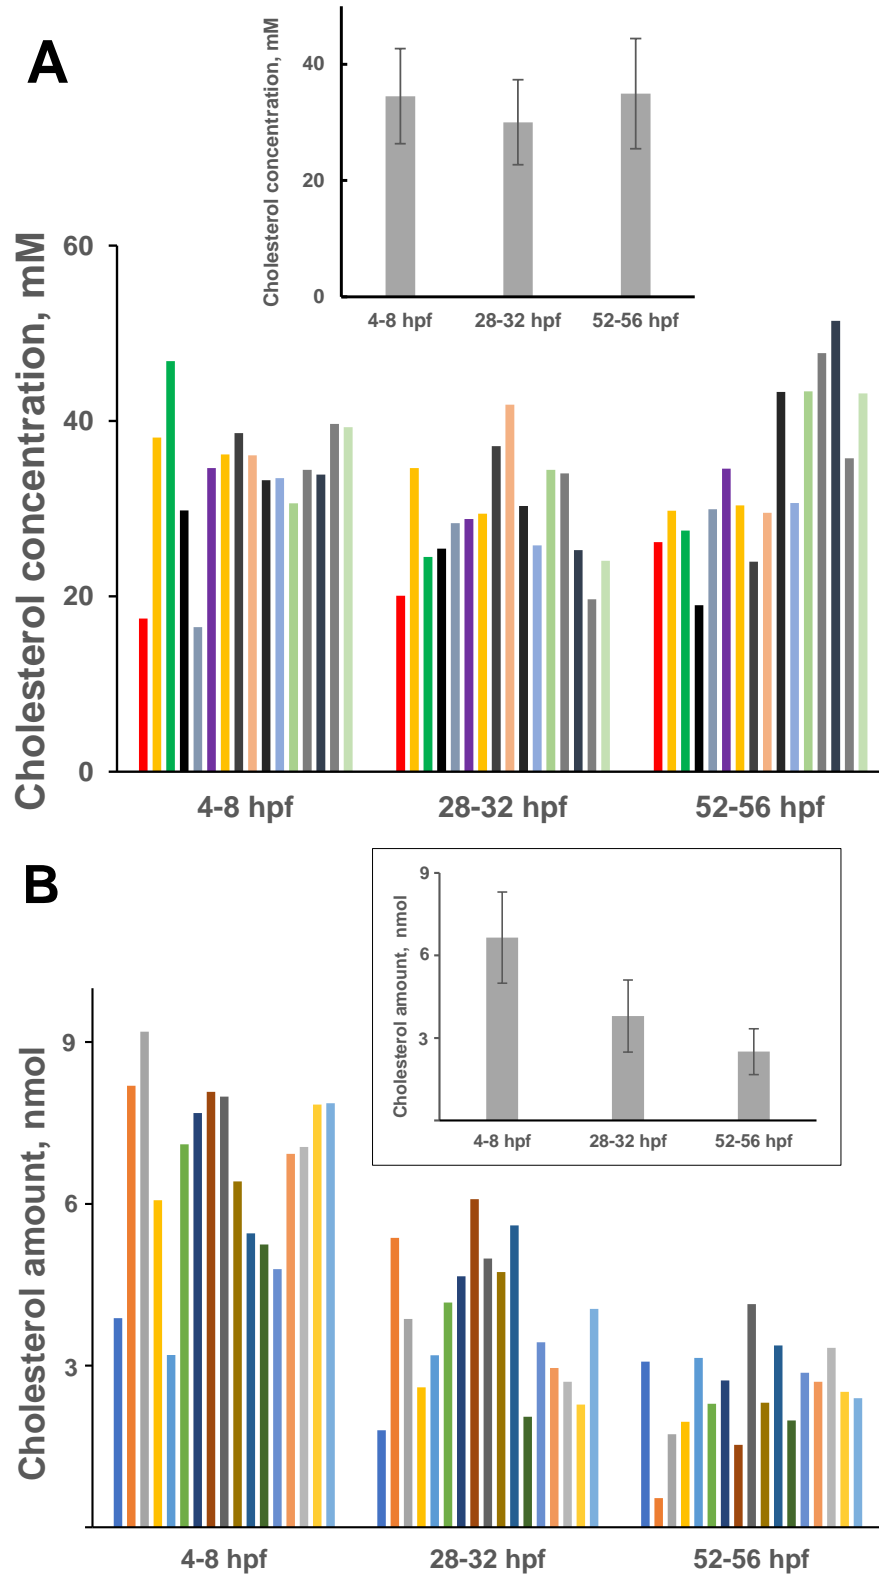 A
Cholesterol concentration, mM
40
20
0
4-8 hpf
28-32 hpf
52-56 hpf
Cholesterol concentration, mM
60
40
20
0
4-8 hpf
28-32 hpf
52-56 hpf
B
Cholesterol amount, nmol
9
6
3
4-8 hpf
28-32 hpf
52-56 hpf
Cholesterol amount, nmol
9
6
3
4-8 hpf
28-32 hpf
52-56 hpf